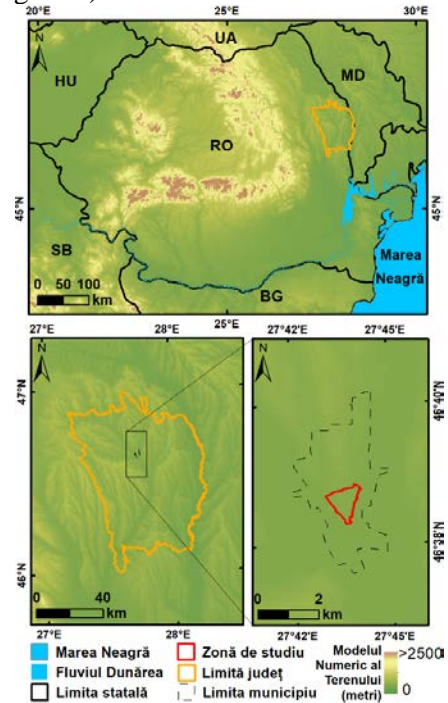 20°E 25°E 30°E
UA
N
HU
MD
RO
45°N
45°N
SB
Marea
Neagră
0 50 100
km
BG
25°E
27°E 28°E
27°42'E 27°45'E
N
N
47°N
46°40'N
46°N
46°38'N
0 40
km
0 2
km
27°E 28°E
27°42'E 27°45'E
Marea Neagră
Zonă de studiu
Modelul
Numeric al
Terenului
(metri)
>2500
0
Fluviul Dunărea
Limită județ
Limita statală
Limita municipiu